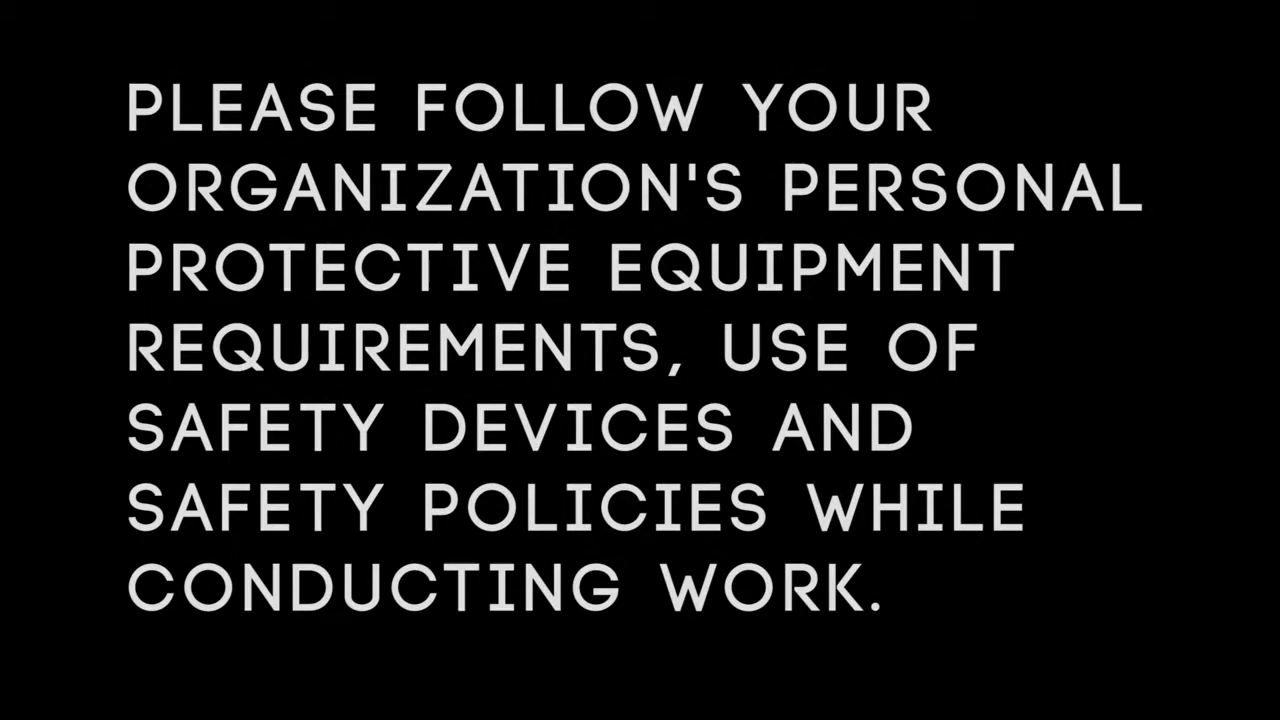 PLEASE FOLLOW YOUR
ORGANIZATION'S PERSONAL
PROTECTIVE EQUIPMENT
REQUIREMENTS, USE OF
SAFETY DEVICES AND
SAFETY POLICIES WHILE
CONDUCTING WORK.